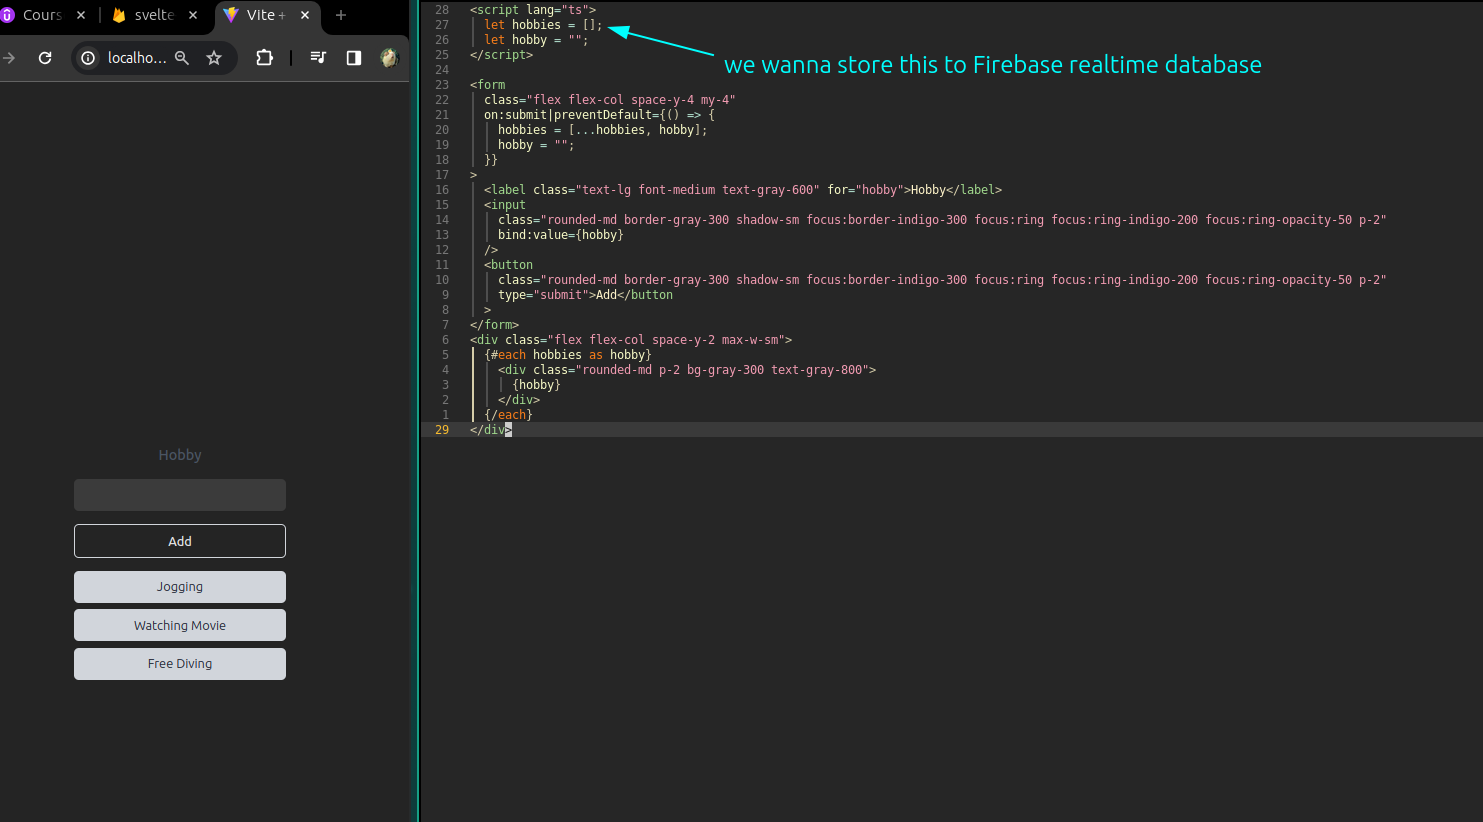 Cours
svelte
Vite +
localho...
Hobby
Add
Jogging
Watching Movie
Free Diving
28 <script lang="ts">
27 let hobbies = [];
26 let hobby = "";
25 </script>
24
23 <form
22 class="flex flex-col space-y-4 my-4"
21 on:submit|preventDefault={() => {
20 hobbies = [...hobbies, hobby];
19 hobby = "";
18 }}
17 >
16 <label class="text-lg font-medium text-gray-600" for="hobby">Hobby</label>
15 <input
14 class="rounded-md border-gray-300 shadow-sm focus:border-indigo-300 focus:ring focus:ring-indigo-200 focus:ring-opacity-50 p-2"
13 bind:value={hobby}
12 />
11 <button
10 class="rounded-md border-gray-300 shadow-sm focus:border-indigo-300 focus:ring focus:ring-indigo-200 focus:ring-opacity-50 p-2"
9 type="submit">Add</button
8 >
7 </form>
6 <div class="flex flex-col space-y-2 max-w-sm">
5 {#each hobbies as hobby}
4 <div class="rounded-md p-2 bg-gray-300 text-gray-800">
3 {hobby}
2 </div>
1 {/each}
29 </div>
we wanna store this to Firebase realtime database